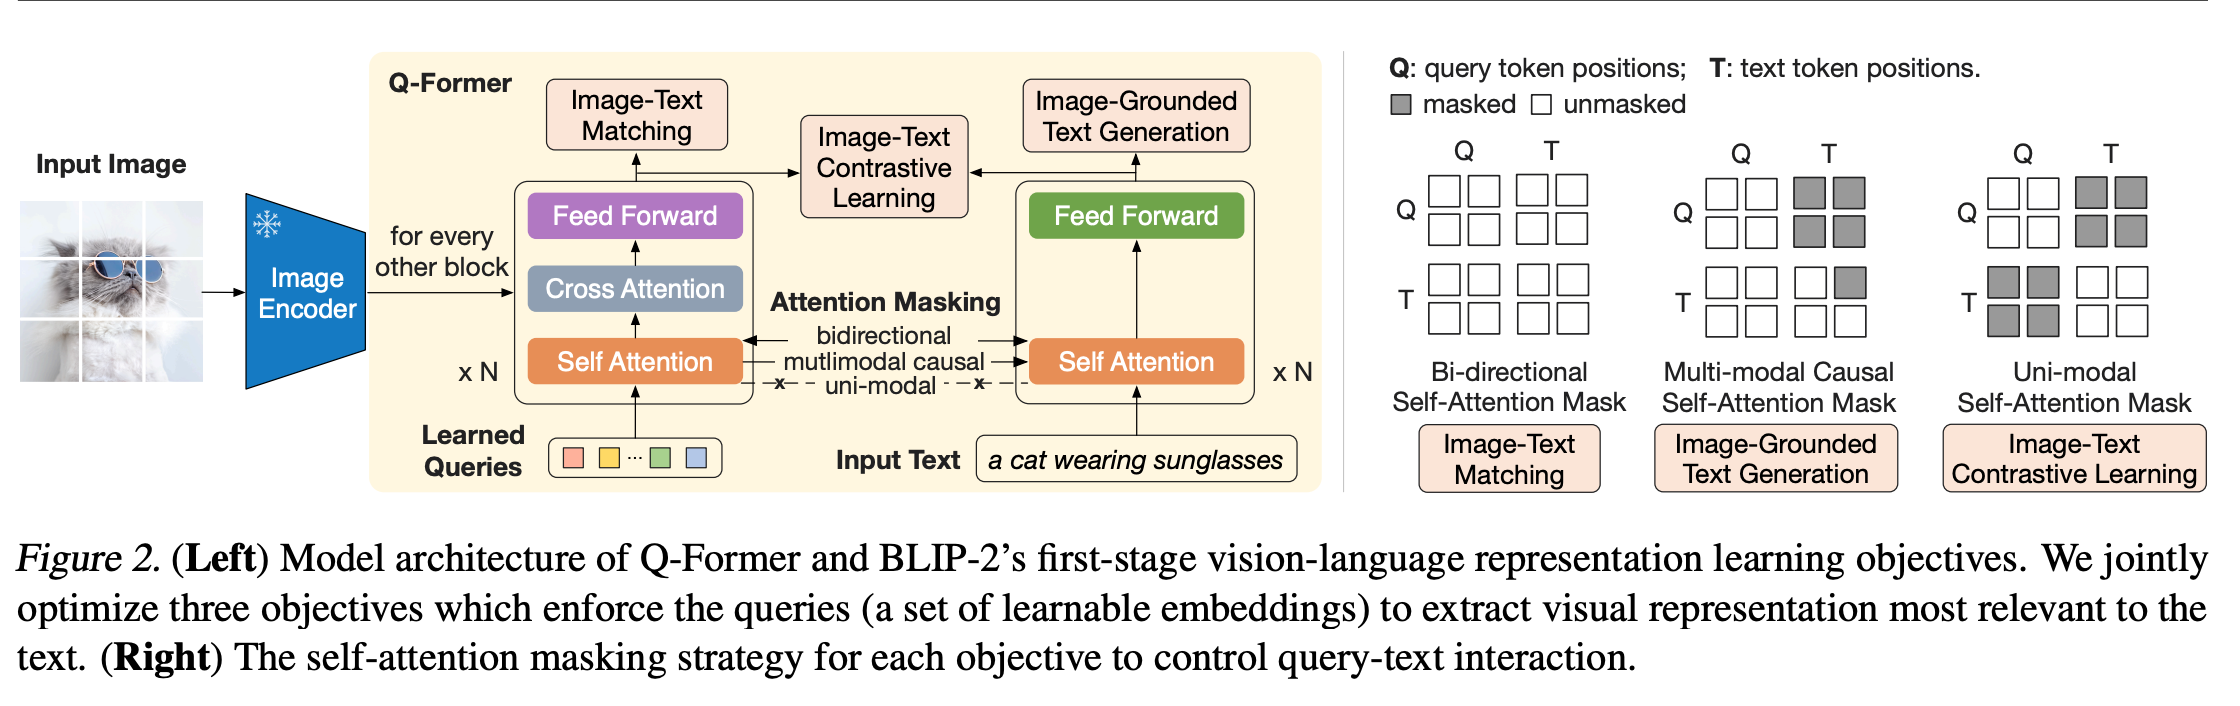 Input Image
Image
Encoder
for every
other block
Q-Former
Image-Text
Matching
Image-Text
Contrastive
Learning
Image-Grounded
Text Generation
Feed Forward
Cross Attention
Self Attention
x N
Attention Masking
bidirectional
mutlimodal causal
uni-modal
x
x
Feed Forward
Self Attention
x N
Learned
Queries
...
Input Text
a cat wearing sunglasses
Q: query token positions; T: text token positions.
masked unmasked
Q T
Q
T
Bi-directional
Self-Attention Mask
Image-Text
Matching
Q T
Q
T
Multi-modal Causal
Self-Attention Mask
Image-Grounded
Text Generation
Q T
Q
T
Uni-modal
Self-Attention Mask
Image-Text
Contrastive Learning
Figure 2. (Left) Model architecture of Q-Former and BLIP-2's first-stage vision-language representation learning objectives. We jointly
optimize three objectives which enforce the queries (a set of learnable embeddings) to extract visual representation most relevant to the
text. (Right) The self-attention masking strategy for each objective to control query-text interaction.